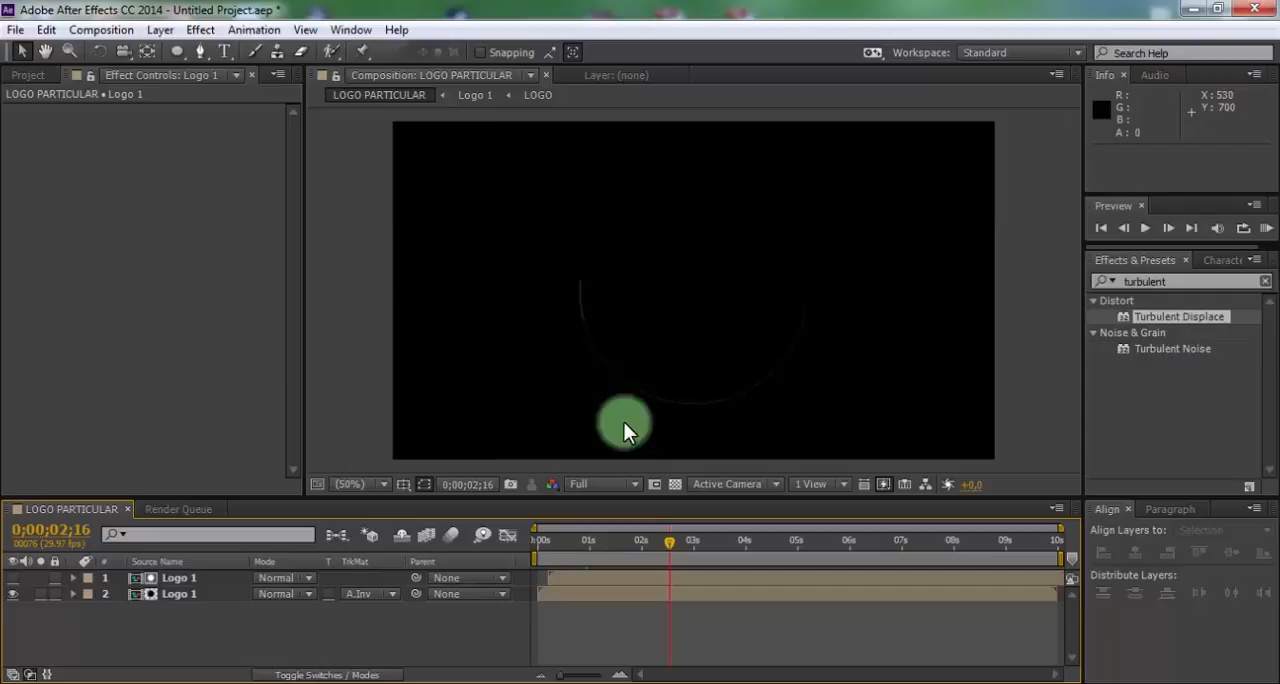 Adobe After Effects CC 2014 - Untitled Project.aep *
File Edit Composition Layer Effect Animation View Window Help
Snapping
Workspace: Standard
Search Help
Project
Effect Controls: Logo 1
LOGO PARTICULAR • Logo 1
Composition: LOGO PARTICULAR
Layer: (none)
LOGO PARTICULAR
Logo 1
LOGO
Info
Audio
R:
G:
B:
A: 0
X: 530
Y: 700
Preview
Effects & Presets
Characte
turbulent
Distort
Turbulent Displace
Noise & Grain
Turbulent Noise
(50%)
0;00;02;16
Full
Active Camera
1 View
+0,0
LOGO PARTICULAR
Render Queue
0;00;02;16
00076 (29.97 fps)
0:00s 01s 02s 03s 04s 05s 06s 07s 08s 09s 10s
# Source Name Mode T TrkMat Parent
1 Logo 1 Normal None
2 Logo 1 Normal A.Inv None
Toggle Switches / Modes
Align
Paragraph
Align Layers to: Selection
Distribute Layers: